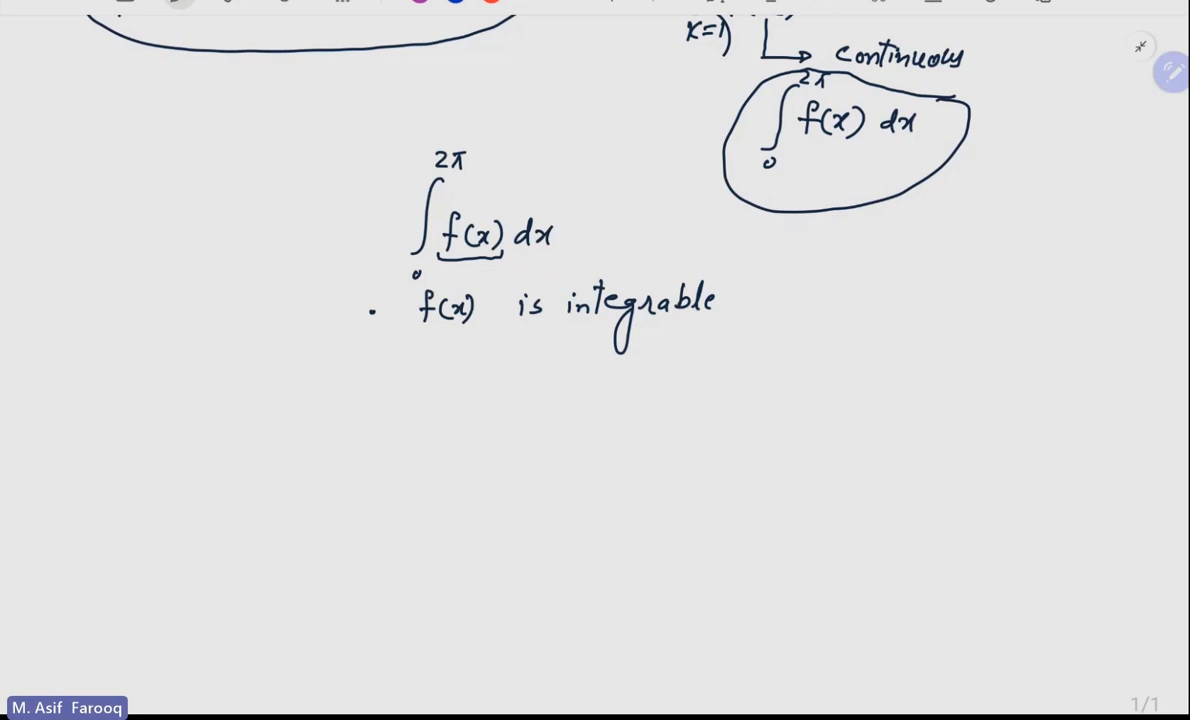 x=1)
continuous
2π
∫ f(x) dx
0
2π
∫ f(x) dx
0
. f(x) is integrable
M. Asif Farooq
1/1